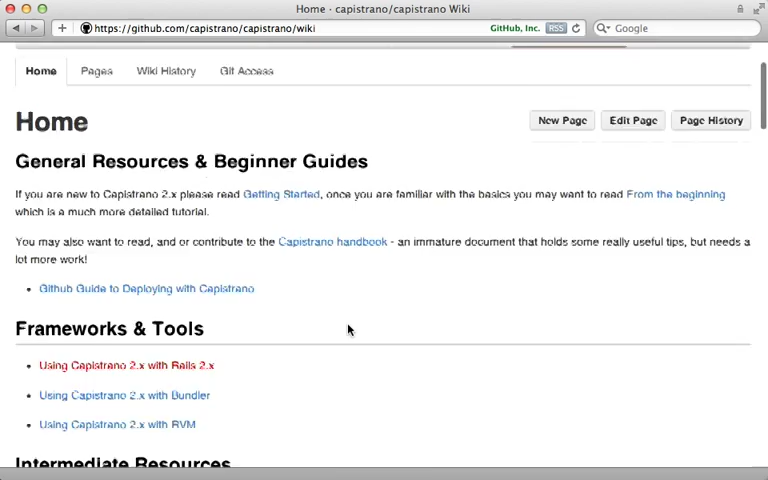 Home · capistrano/capistrano Wiki
https://github.com/capistrano/capistrano/wiki
GitHub, Inc.
RSS
Google
Home
Pages
Wiki History
Git Access
Home
New Page
Edit Page
Page History
General Resources & Beginner Guides
If you are new to Capistrano 2.x please read Getting Started, once you are familiar with the basics you may want to read From the beginning
which is a much more detailed tutorial.
You may also want to read, and or contribute to the Capistrano handbook - an immature document that holds some really useful tips, but needs a
lot more work!
• Github Guide to Deploying with Capistrano
Frameworks & Tools
• Using Capistrano 2.x with Rails 2.x
• Using Capistrano 2.x with Bundler
• Using Capistrano 2.x with RVM
Intermediate Resources